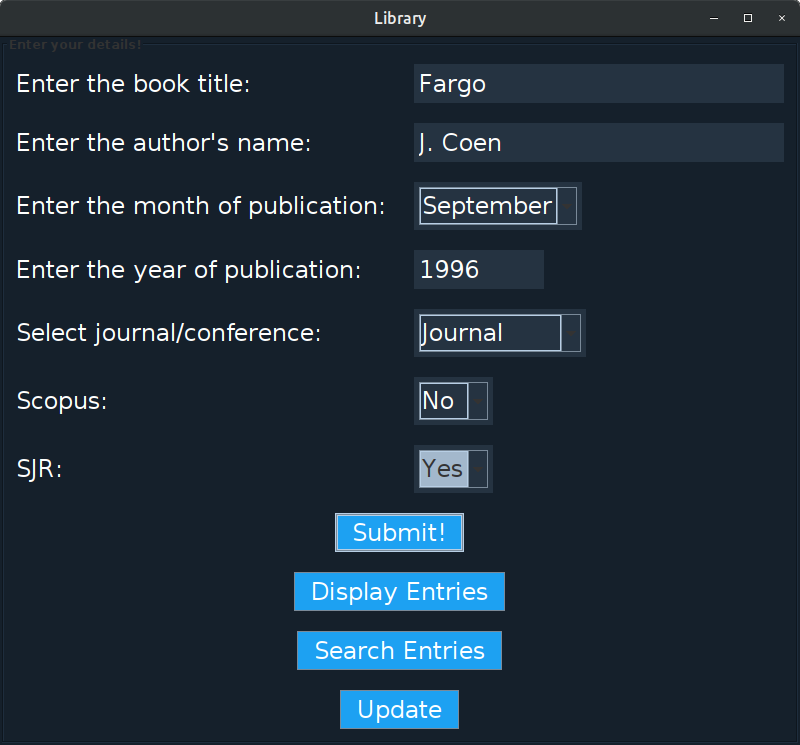 Library
Enter your details!
Enter the book title: Fargo
Enter the author's name: J. Coen
Enter the month of publication: September
Enter the year of publication: 1996
Select journal/conference: Journal
Scopus: No
SJR: Yes
Submit!
Display Entries
Search Entries
Update